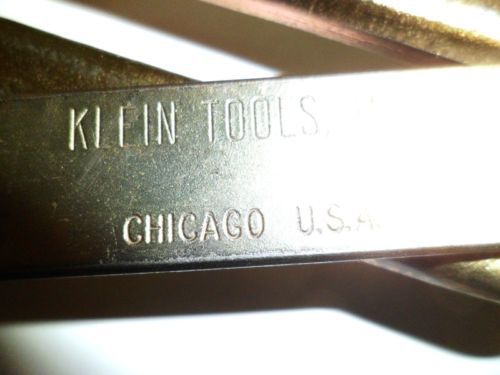 KLEIN TOOLS,
CHICAGO U.S.A.